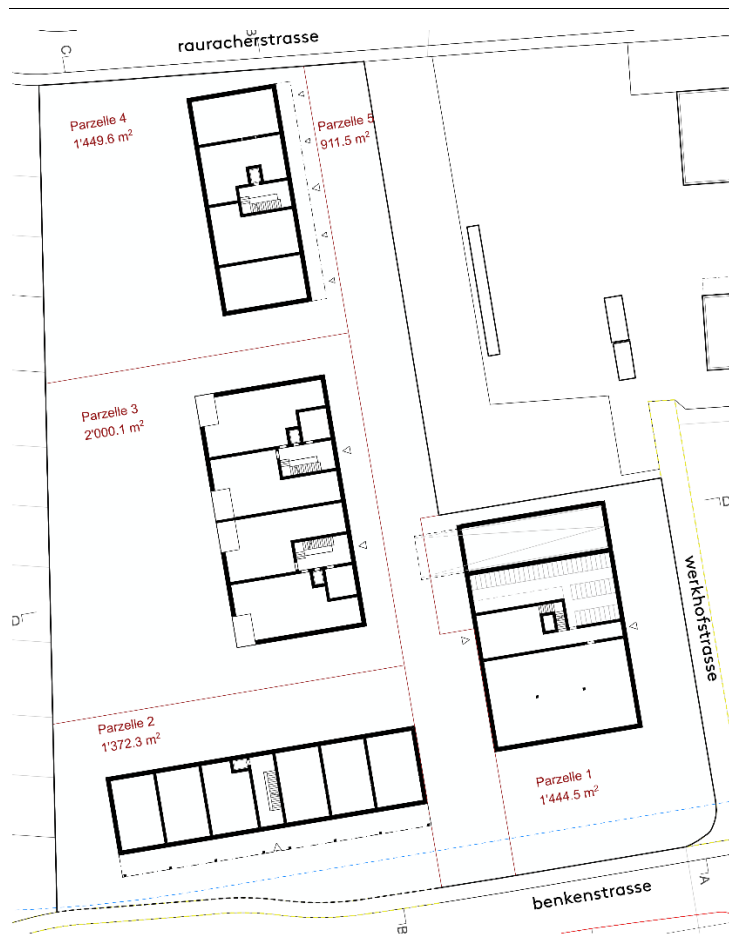 C
B
rauracherstrasse
Parzelle 4
1'449.6 m²
Parzelle 5
911.5 m²
Parzelle 3
2'000.1 m²
D
D
werkhofstrasse
Parzelle 2
1'372.3 m²
Parzelle 1
1'444.5 m²
benkenstrasse
A
B